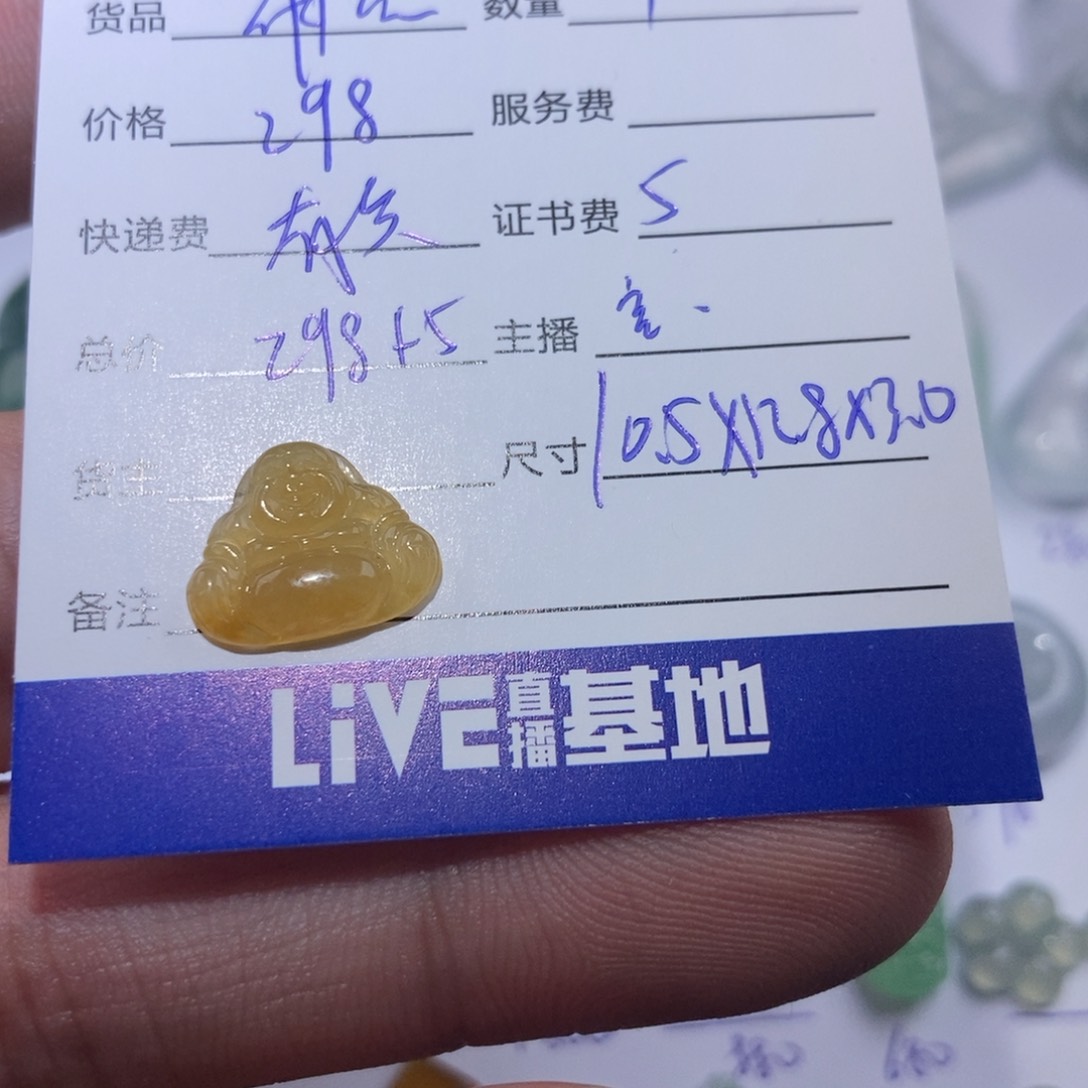 货品 数量 1
价格 298 服务费
快递费 证书费 5
总价 298+5 主播
货主 尺寸 10.5X12.8X3.0
备注
LiVE直播基地
680